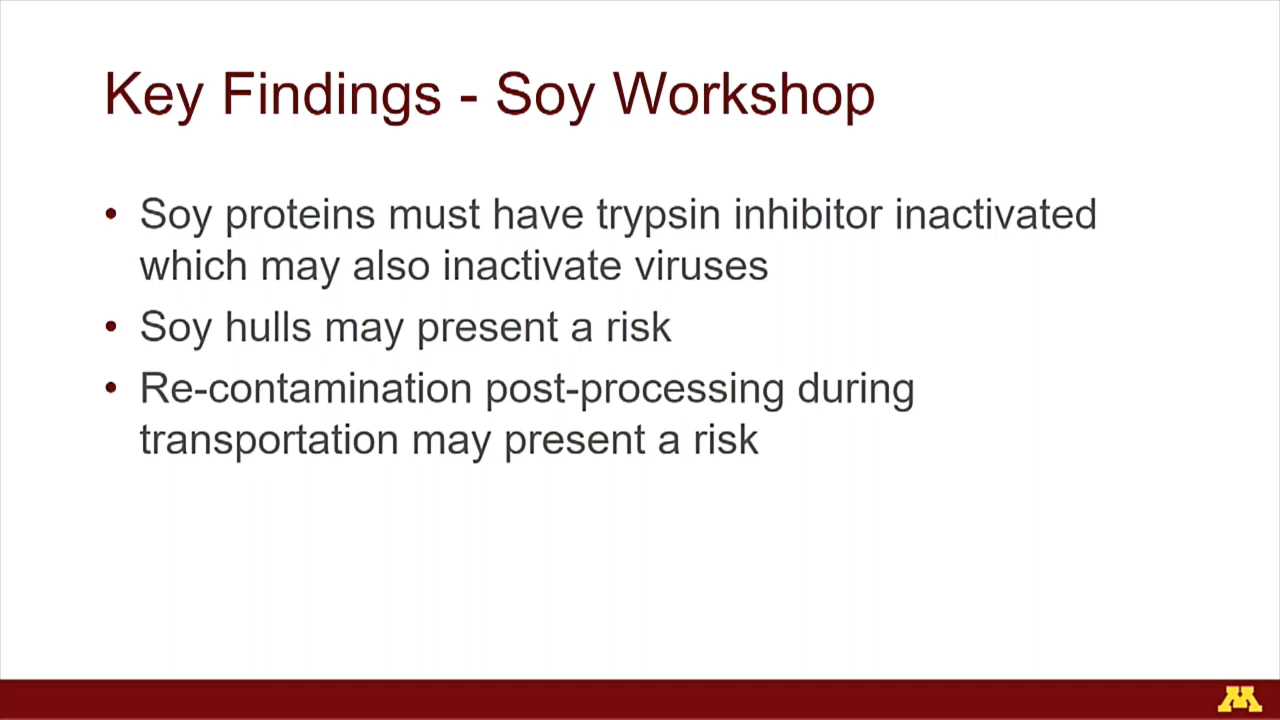 Key Findings - Soy Workshop
• Soy proteins must have trypsin inhibitor inactivated
which may also inactivate viruses
• Soy hulls may present a risk
• Re-contamination post-processing during
transportation may present a risk
M